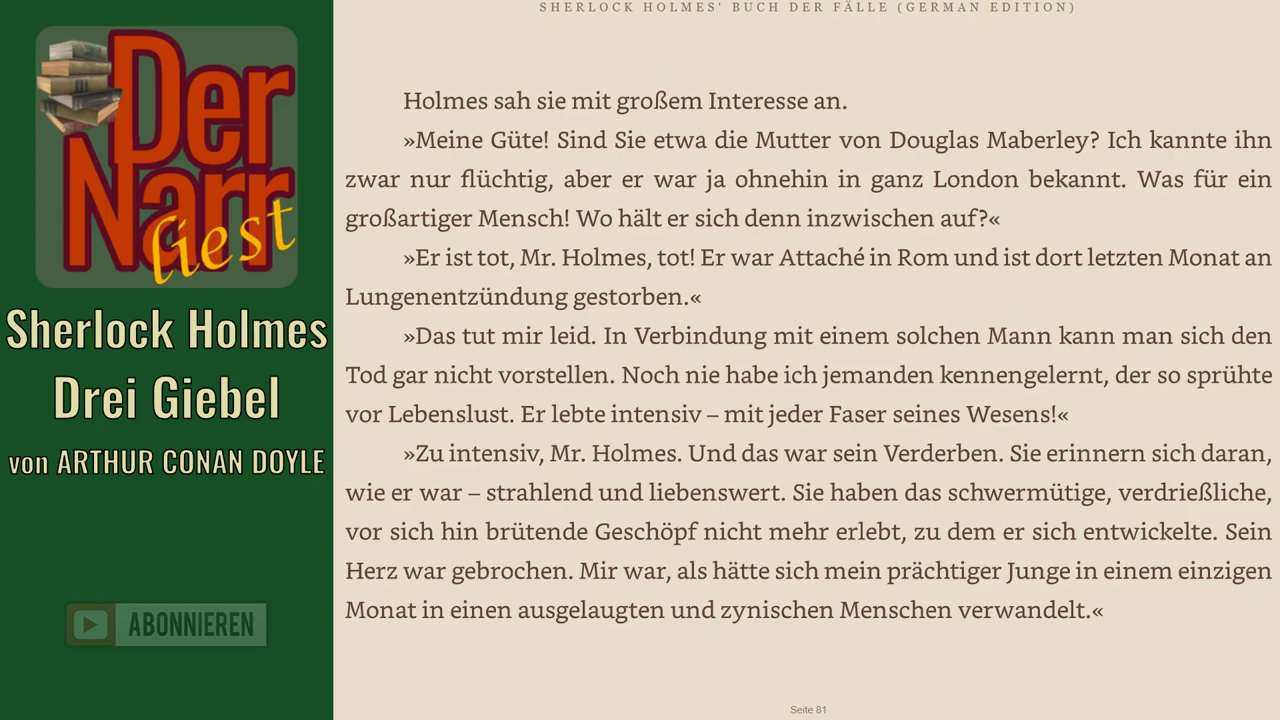 Der
Narr
liest
Sherlock Holmes
Drei Giebel
von ARTHUR CONAN DOYLE
ABONNIEREN
SHERLOCK HOLMES' BUCH DER FÄLLE (GERMAN EDITION)
Holmes sah sie mit großem Interesse an.
»Meine Güte! Sind Sie etwa die Mutter von Douglas Maberley? Ich kannte ihn
zwar nur flüchtig, aber er war ja ohnehin in ganz London bekannt. Was für ein
großartiger Mensch! Wo hält er sich denn inzwischen auf?«
»Er ist tot, Mr. Holmes, tot! Er war Attaché in Rom und ist dort letzten Monat an
Lungenentzündung gestorben.«
»Das tut mir leid. In Verbindung mit einem solchen Mann kann man sich den
Tod gar nicht vorstellen. Noch nie habe ich jemanden kennengelernt, der so sprühte
vor Lebenslust. Er lebte intensiv – mit jeder Faser seines Wesens!«
»Zu intensiv, Mr. Holmes. Und das war sein Verderben. Sie erinnern sich daran,
wie er war – strahlend und liebenswert. Sie haben das schwermütige, verdrießliche,
vor sich hin brütende Geschöpf nicht mehr erlebt, zu dem er sich entwickelte. Sein
Herz war gebrochen. Mir war, als hätte sich mein prächtiger Junge in einem einzigen
Monat in einen ausgelaugten und zynischen Menschen verwandelt.«
Seite 81